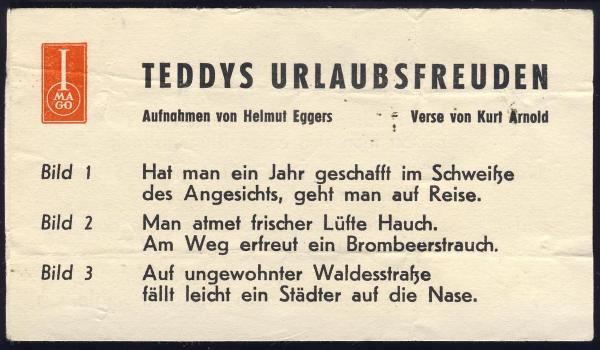 I
MA
GO
TEDDYS URLAUBSFREUDEN
Aufnahmen von Helmut Eggers Verse von Kurt Arnold
Bild 1 Hat man ein Jahr geschafft im Schweiße
des Angesichts, geht man auf Reise.
Bild 2 Man atmet frischer Lüfte Hauch.
Am Weg erfreut ein Brombeerstrauch.
Bild 3 Auf ungewohnter Waldesstraße
fällt leicht ein Städter auf die Nase.